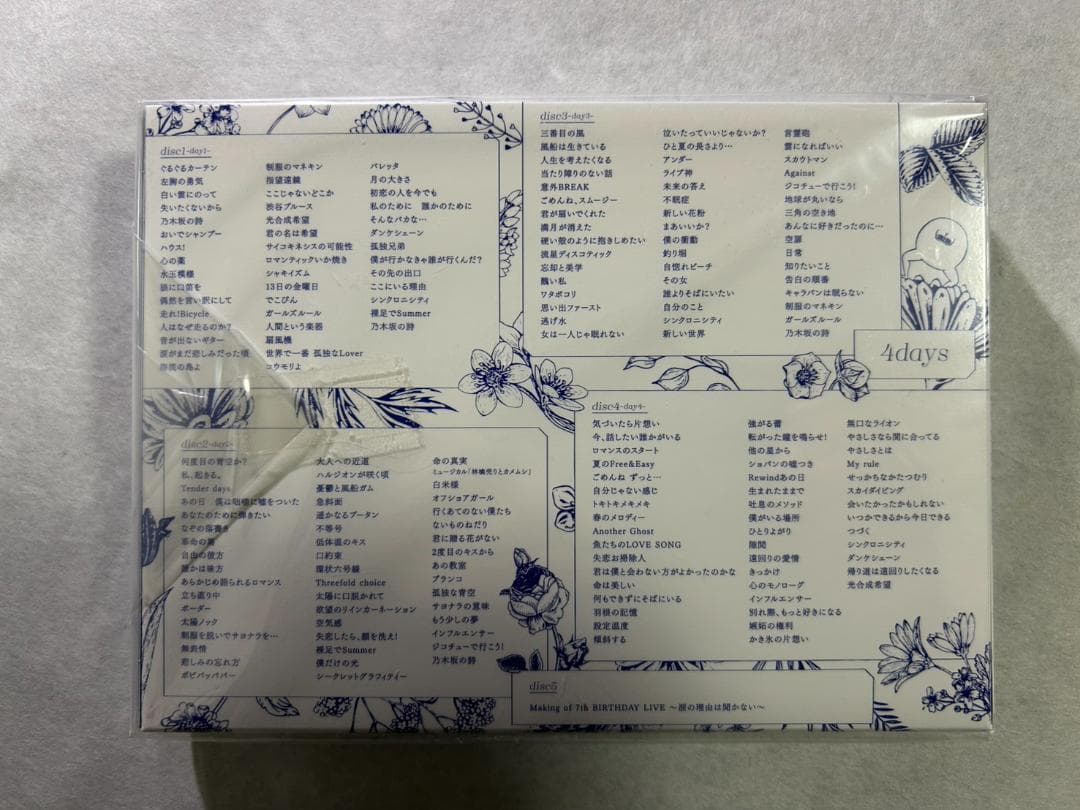 disc1-day1-
ぐるぐるカーテン
左胸の勇気
白い雲にのって
失いたくないから
乃木坂の詩
おいでシャンプー
ハウス!
心の薬
水玉模様
狼に口笛を
偶然を言い訳にして
走れ!Bicycle
人はなぜ走るのか?
音が出ないギター
涙がまだ悲しみだった頃
海流の島よ
制服のマネキン
指望遠鏡
ここじゃないどこか
渋谷ブルース
光合成希望
君の名は希望
サイコキネシスの可能性
ロマンティックいか焼き
シャキイズム
13日の金曜日
でこぴん
ガールズルール
人間という楽器
扇風機
世界で一番 孤独なLover
コウモリよ
バレッタ
月の大きさ
初恋の人を今でも
私のために 誰かのために
そんなバカな…
ダンケシェーン
孤独兄弟
僕が行かなきゃ誰が行くんだ?
その先の出口
ここにいる理由
シンクロニシティ
裸足でSummer
乃木坂の詩
disc2-day2-
何度目の青空か?
私、起きる。
Tender days
あの日 僕は咄嗟に嘘をついた
あなたのために弾きたい
なぞの落書き
革命の馬
自由の彼方
誰かは味方
あらかじめ語られるロマンス
立ち直り中
ボーダー
太陽ノック
制服を脱いでサヨナラを…
無表情
悲しみの忘れ方
ポピパッパパー
大人への近道
ハルジオンが咲く頃
憂鬱と風船ガム
急斜面
遥かなるブータン
不等号
低体温のキス
口約束
環状六号線
Threefold choice
太陽に口説かれて
欲望のリインカーネーション
空気感
失恋したら、顔を洗え!
裸足でSummer
僕だけの光
シークレットグラフィティー
命の真実
ミュージカル「林檎売りとカメムシ」
白米様
オフショアガール
行くあてのない僕たち
ないものねだり
君に贈る花がない
2度目のキスから
あの教室
ブランコ
孤独な青空
サヨナラの意味
もう少しの夢
インフルエンサー
ジコチューで行こう!
乃木坂の詩
disc3-day3-
三番目の風
風船は生きている
人生を考えたくなる
当たり障りのない話
意外BREAK
ごめんね、スムージー
君が扇いでくれた
満月が消えた
硬い殻のように抱きしめたい
流星ディスコティック
忘却と美学
醜い私
ワタボコリ
思い出ファースト
逃げ水
女は一人じゃ眠れない
泣いたっていいじゃないか?
ひと夏の長さより…
アンダー
ライブ神
未来の答え
不眠症
新しい花粉
まあいいか?
僕の衝動
釣り堀
自惚れビーチ
その女
誰よりそばにいたい
自分のこと
シンクロニシティ
新しい世界
言霊砲
雲になればいい
スカウトマン
Against
ジコチューで行こう!
地球が丸いなら
三角の空き地
あんなに好きだったのに…
空扉
日常
知りたいこと
告白の順番
キャラバンは眠らない
制服のマネキン
ガールズルール
乃木坂の詩
4days
disc4-day4-
気づいたら片想い
今、話したい誰かがいる
ロマンスのスタート
夏のFree&Easy
ごめんね ずっと…
自分じゃない感じ
トキトキメキメキ
春のメロディー
Another Ghost
魚たちのLOVE SONG
失恋お掃除人
君は僕と会わない方がよかったのかな
命は美しい
何もできずにそばにいる
羽根の記憶
設定温度
傾斜する
強がる蕾
転がった鐘を鳴らせ!
他の星から
ショパンの嘘つき
Rewindあの日
生まれたままで
吐息のメソッド
僕がいる場所
ひとりよがり
隙間
遠回りの愛情
きっかけ
心のモノローグ
インフルエンサー
別れ際、もっと好きになる
嫉妬の権利
かき氷の片想い
無口なライオン
やさしさなら間に合ってる
やさしさとは
My rule
せっかちなかたつむり
スカイダイビング
会いたかったかもしれない
いつかできるから今日できる
つづく
シンクロニシティ
ダンケシェーン
帰り道は遠回りしたくなる
光合成希望
disc5
Making of 7th BIRTHDAY LIVE 〜涙の理由は聞かない〜